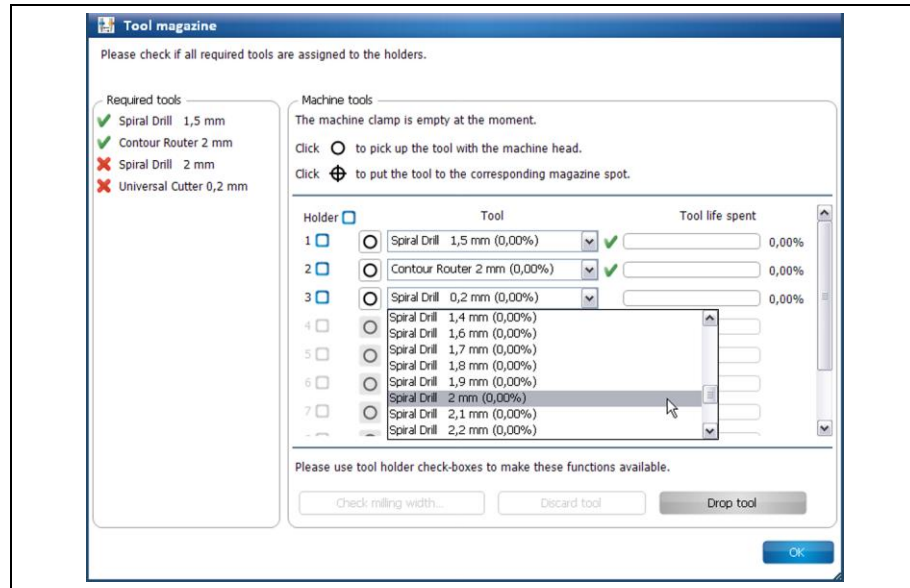 Tool magazine
Please check if all required tools are assigned to the holders.
Required tools
Spiral Drill 1,5 mm
Contour Router 2 mm
Spiral Drill 2 mm
Universal Cutter 0,2 mm
Machine tools
The machine clamp is empty at the moment.
Click to pick up the tool with the machine head.
Click to put the tool to the corresponding magazine spot.
Holder Tool Tool life spent
1 Spiral Drill 1,5 mm (0,00%) 0,00%
2 Contour Router 2 mm (0,00%) 0,00%
3 Spiral Drill 0,2 mm (0,00%) 0,00%
4
5
6
7
Spiral Drill 1,4 mm (0,00%)
Spiral Drill 1,6 mm (0,00%)
Spiral Drill 1,7 mm (0,00%)
Spiral Drill 1,8 mm (0,00%)
Spiral Drill 1,9 mm (0,00%)
Spiral Drill 2 mm (0,00%)
Spiral Drill 2,1 mm (0,00%)
Spiral Drill 2,2 mm (0,00%)
Please use tool holder check-boxes to make these functions available.
Check milling width... Discard tool Drop tool
OK